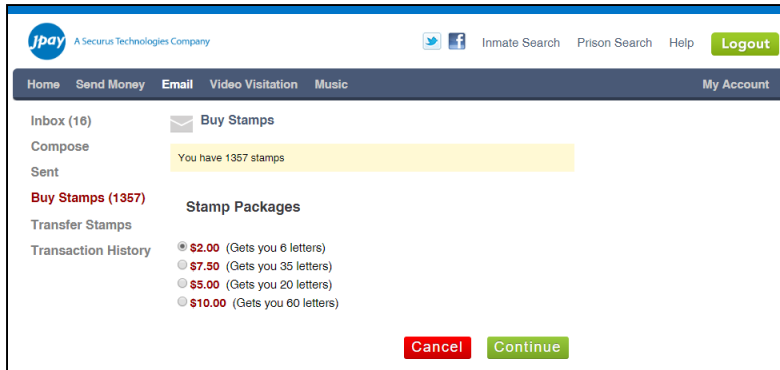 jpay A Securus Technologies Company
Inmate Search Prison Search Help Logout
Home Send Money Email Video Visitation Music My Account
Inbox (16)
Compose
Sent
Buy Stamps (1357)
Transfer Stamps
Transaction History
Buy Stamps
You have 1357 stamps
Stamp Packages
$2.00 (Gets you 6 letters)
$7.50 (Gets you 35 letters)
$5.00 (Gets you 20 letters)
$10.00 (Gets you 60 letters)
Cancel Continue